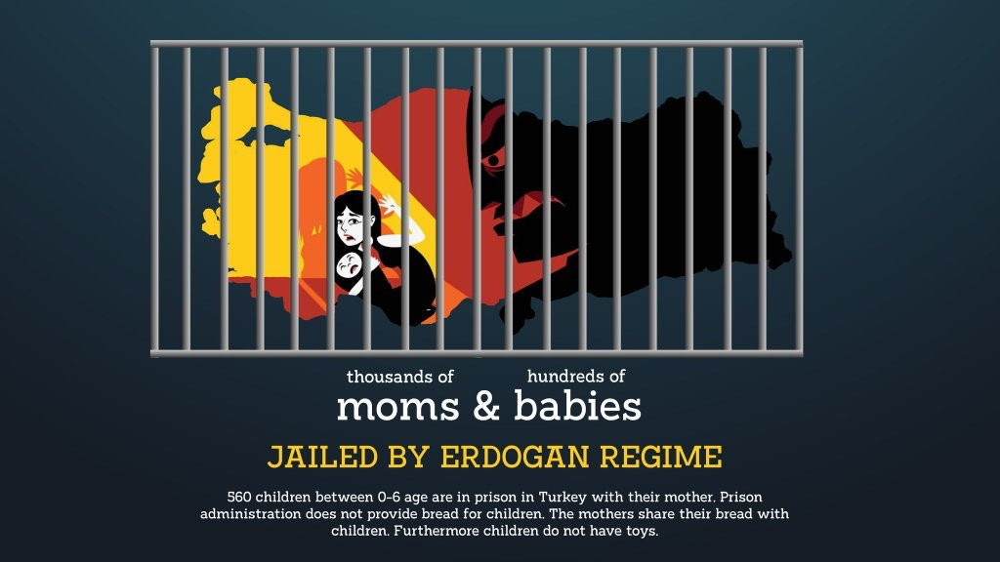 thousands of hundreds of
moms & babies
JAILED BY ERDOGAN REGIME
560 children between 0-6 age are in prison in Turkey with their mother. Prison
administration does not provide bread for children. The mothers share their bread with
children. Furthermore children do not have toys.